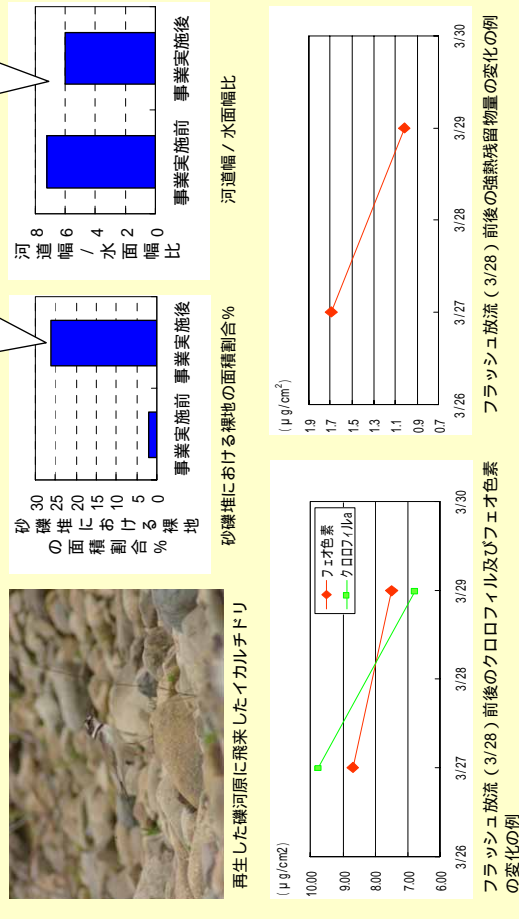 再生した礫河原に飛来したイカルチドリ
砂礫堆における裸地
の面積割合%
30
25
20
15
10
5
0
事業実施前 事業実施後
砂礫堆における裸地の面積割合%
河道幅/水面幅比
8
6
4
2
0
事業実施前 事業実施後
河道幅 / 水面幅比
(μg/cm2)
10.00
9.00
8.00
7.00
6.00
フェオ色素
クロロフィルa
3/26 3/27 3/28 3/29 3/30
フラッシュ放流(3/28)前後のクロロフィル及びフェオ色素
の変化の例
(μg/cm²)
1.9
1.7
1.5
1.3
1.1
0.9
0.7
3/26 3/27 3/28 3/29 3/30
フラッシュ放流(3/28)前後の強熱残留物量の変化の例